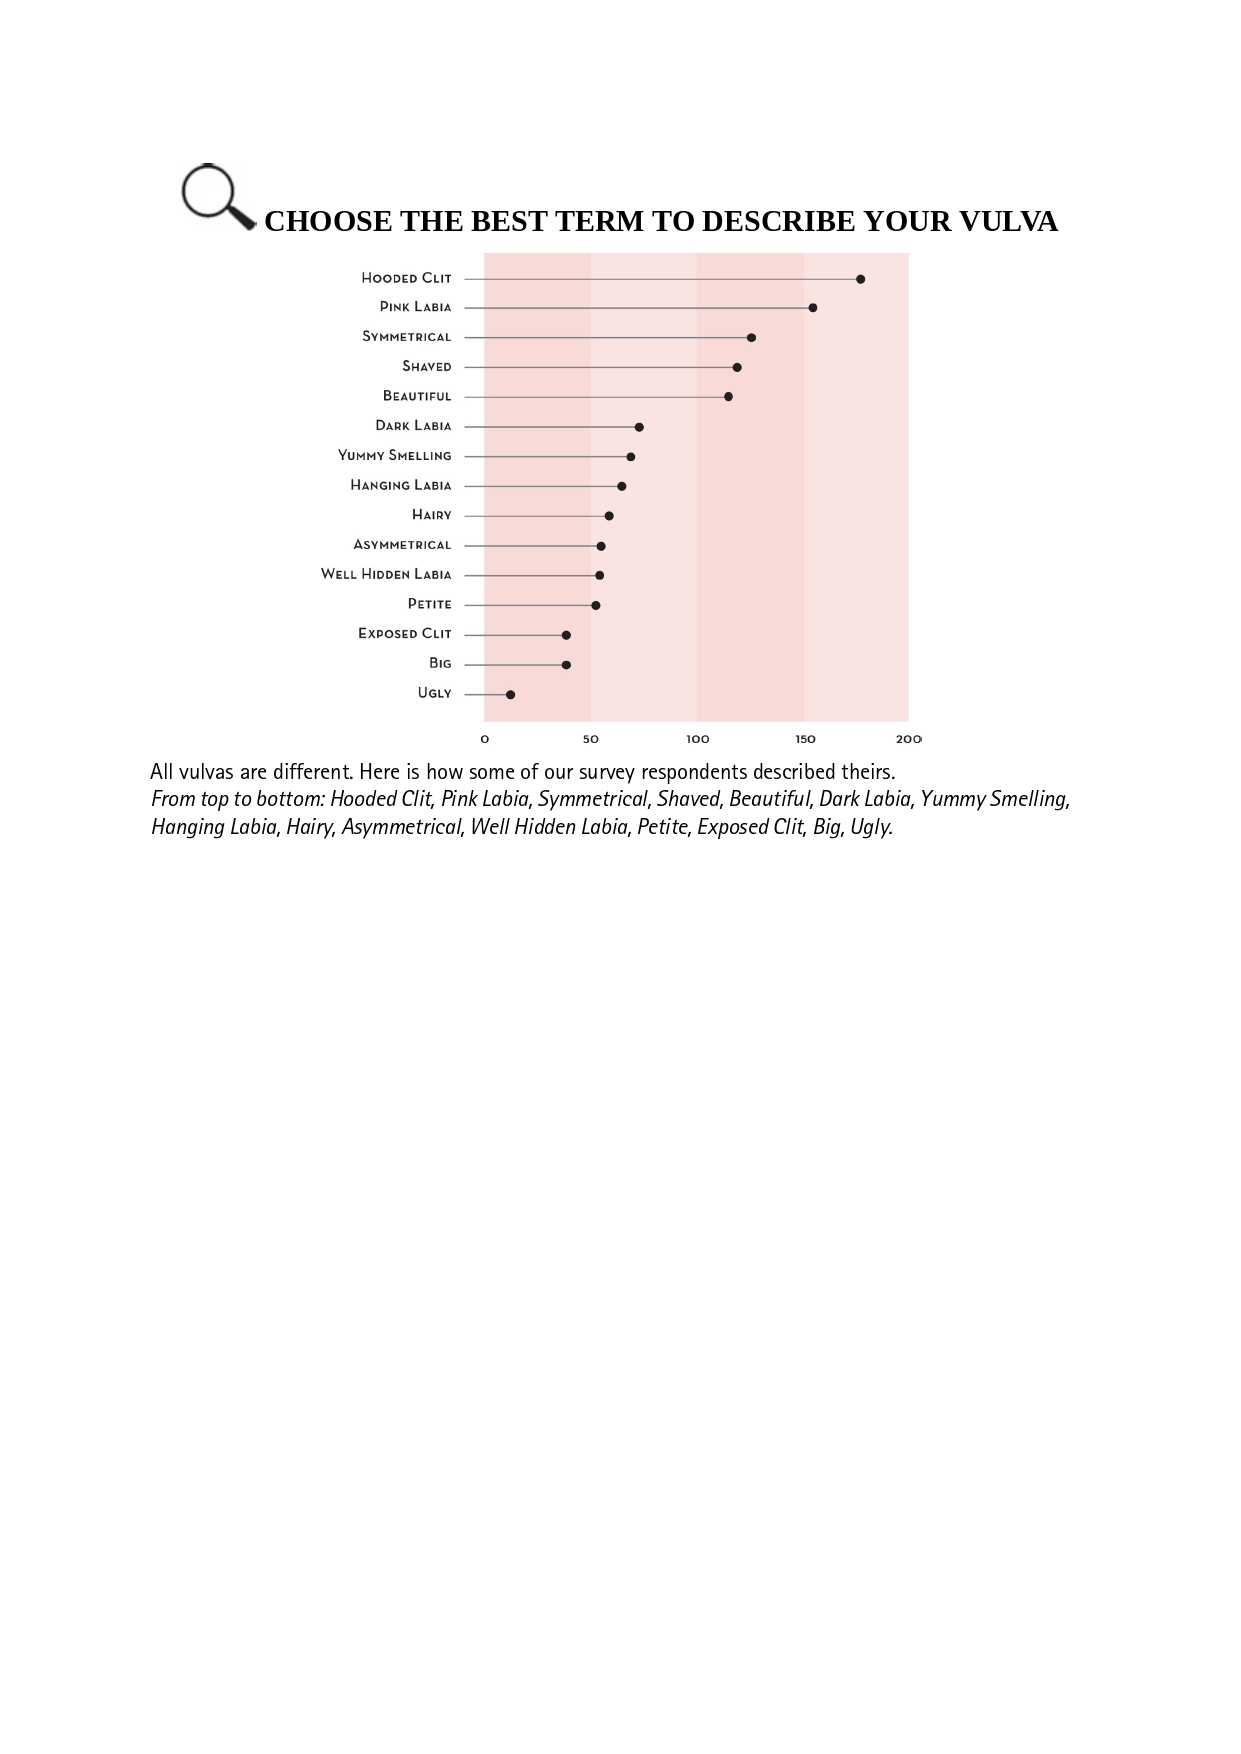 CHOOSE THE BEST TERM TO DESCRIBE YOUR VULVA
HOODED CLIT
PINK LABIA
SYMMETRICAL
SHAVED
BEAUTIFUL
DARK LABIA
YUMMY SMELLING
HANGING LABIA
HAIRY
ASYMMETRICAL
WELL HIDDEN LABIA
PETITE
EXPOSED CLIT
BIG
UGLY
0 50 100 150 200
All vulvas are different. Here is how some of our survey respondents described theirs.
From top to bottom: Hooded Clit, Pink Labia, Symmetrical, Shaved, Beautiful, Dark Labia, Yummy Smelling,
Hanging Labia, Hairy, Asymmetrical, Well Hidden Labia, Petite, Exposed Clit, Big, Ugly.